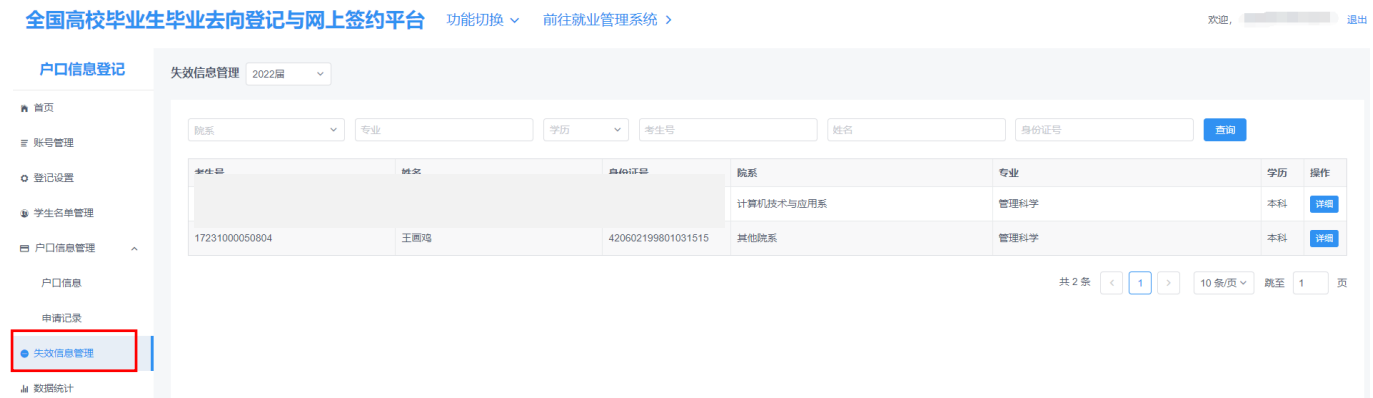 全国高校毕业生毕业去向登记与网上签约平台 功能切换 前往就业管理系统 欢迎, 退出
户口信息登记
失效信息管理 2022届
首页
院系 专业 学历 考生号 姓名 身份证号 查询
账号管理
考生号 姓名 身份证号 院系 专业 学历 操作
登记设置
计算机技术与应用系 管理科学 本科 详细
学生名单管理
17231000050804 王画鸡 420602199801031515 其他院系 管理科学 本科 详细
户口信息管理
共 2 条 1 10 条/页 跳至 1 页
户口信息
申请记录
失效信息管理
数据统计